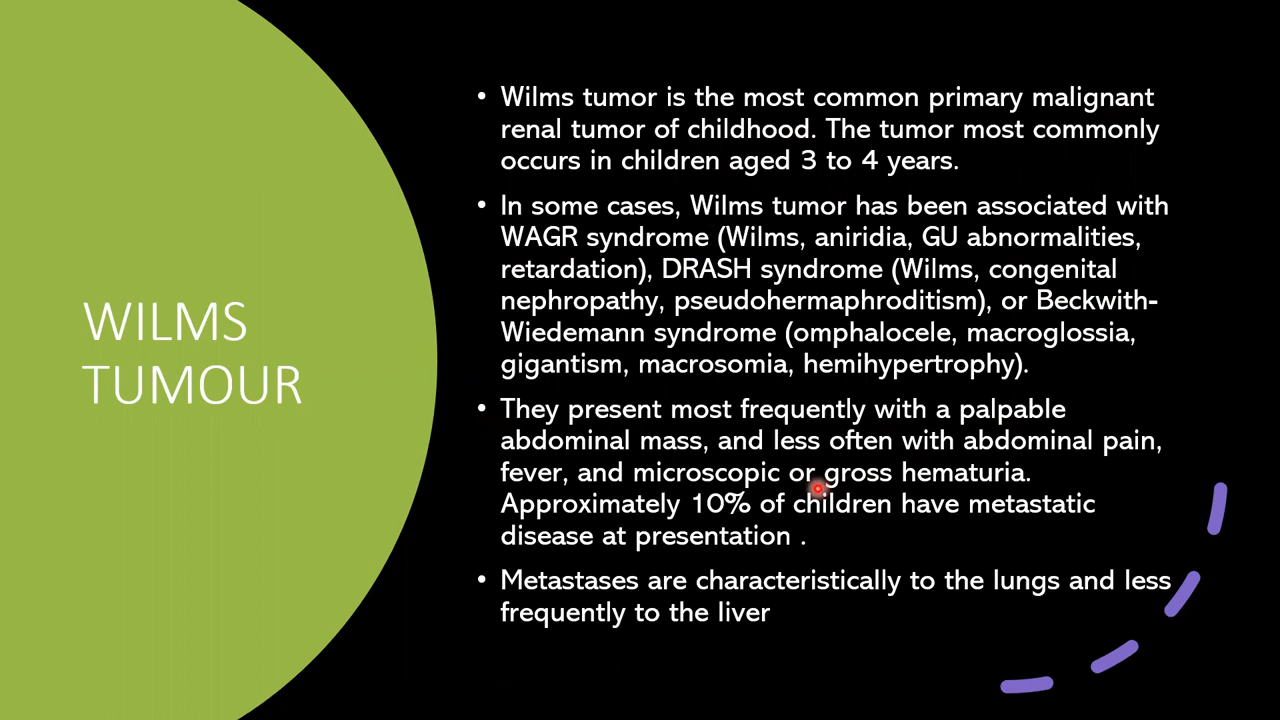 WILMS
TUMOUR
• Wilms tumor is the most common primary malignant
renal tumor of childhood. The tumor most commonly
occurs in children aged 3 to 4 years.
• In some cases, Wilms tumor has been associated with
WAGR syndrome (Wilms, aniridia, GU abnormalities,
retardation), DRASH syndrome (Wilms, congenital
nephropathy, pseudohermaphroditism), or Beckwith-
Wiedemann syndrome (omphalocele, macroglossia,
gigantism, macrosomia, hemihypertrophy).
• They present most frequently with a palpable
abdominal mass, and less often with abdominal pain,
fever, and microscopic or gross hematuria.
Approximately 10% of children have metastatic
disease at presentation .
• Metastases are characteristically to the lungs and less
frequently to the liver